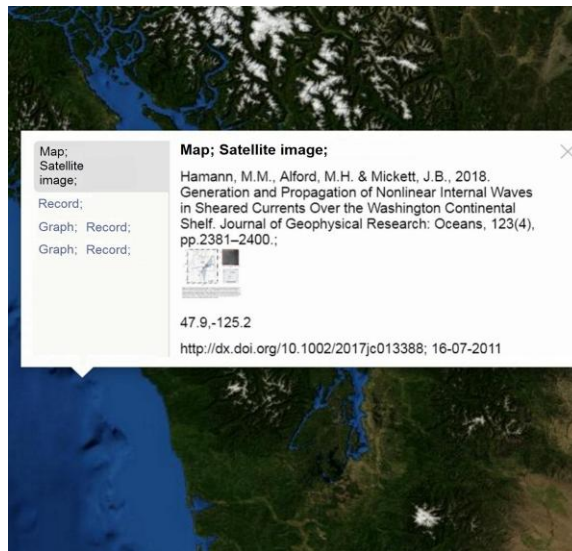 Map;
Satellite
image;
Record;
Graph; Record;
Graph; Record;
Map; Satellite image;
Hamann, M.M., Alford, M.H. & Mickett, J.B., 2018.
Generation and Propagation of Nonlinear Internal Waves
in Sheared Currents Over the Washington Continental
Shelf. Journal of Geophysical Research: Oceans, 123(4),
pp.2381–2400.;
47.9,-125.2
http://dx.doi.org/10.1002/2017jc013388; 16-07-2011